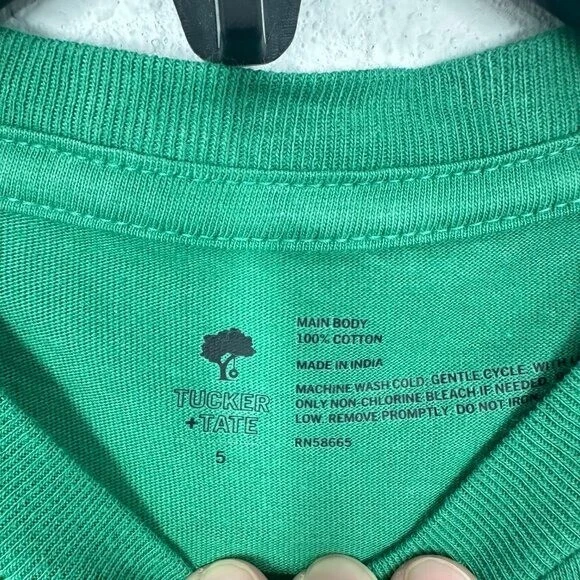 TUCKER
+TATE
5
MAIN BODY
100% COTTON
MADE IN INDIA
MACHINE WASH COLD, GENTLE CYCLE, WITH
ONLY NON-CHLORINE BLEACH IF NEEDED.
LOW. REMOVE PROMPTLY. DO NOT IRON
RN58665